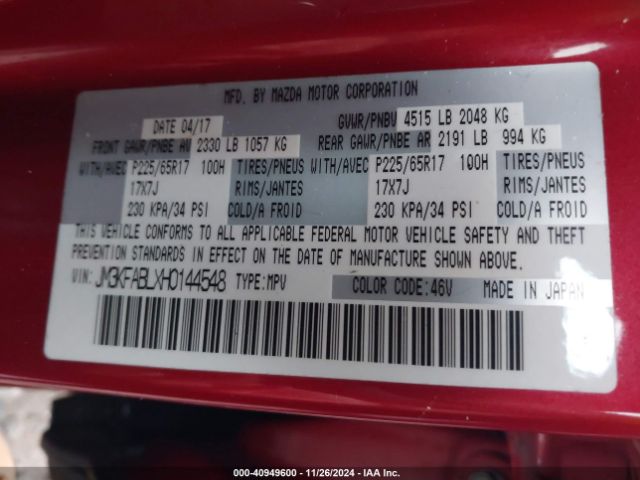 MFD. BY MAZDA MOTOR CORPORATION
DATE 04/17 GVWR/PNBV 4515 LB 2048 KG
FRONT GAWR/PNBE AV 2330 LB 1057 KG REAR GAWR/PNBE AR 2191 LB 994 KG
WITH/AVEC P225/65R17 100H TIRES/PNEUS WITH/AVEC P225/65R17 100H TIRES/PNEUS
17X7J RIMS/JANTES 17X7J RIMS/JANTES
230 KPA/34 PSI COLD/A FROID 230 KPA/34 PSI COLD/A FROID
THIS VEHICLE CONFORMS TO ALL APPLICABLE FEDERAL MOTOR VEHICLE SAFETY AND THEFT
PREVENTION STANDARDS IN EFFECT ON THE DATE OF MANUFACTURE SHOWN ABOVE.
VIN: JM3KFABLXH0144548 TYPE:MPV COLOR CODE:46V MADE IN JAPAN
000-40949600 - 11/26/2024 - IAA Inc.